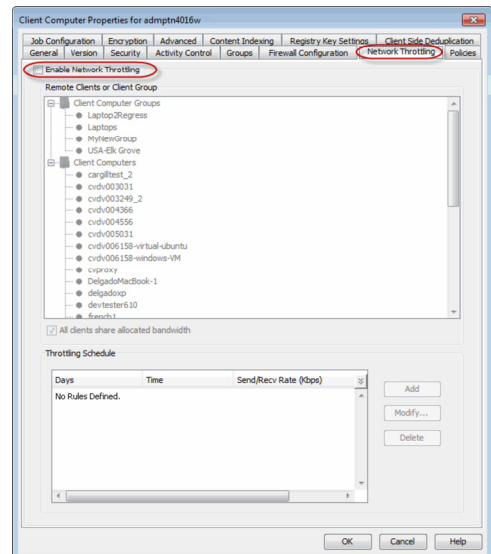 Client Computer Properties for admptn4016w
Job Configuration Encryption Advanced Content Indexing Registry Key Settings Client Side Deduplication
General Version Security Activity Control Groups Firewall Configuration Network Throttling Policies
Enable Network Throttling
Remote Clients or Client Group
Client Computer Groups
Laptop2Regress
Laptops
MyNewGroup
USA-Elk Grove
Client Computers
cargilltest_2
cvdv003031
cvdv003249_2
cvdv004366
cvdv004556
cvdv005031
cvdv006158-virtual-ubuntu
cvdv006158-windows-VM
cvproxy
DelgadoMacBook-1
delgadoxp
devtester610
french1
All clients share allocated bandwidth
Throttling Schedule
Days Time Send/Recv Rate (Kbps)
No Rules Defined.
Add
Modify...
Delete
OK Cancel Help